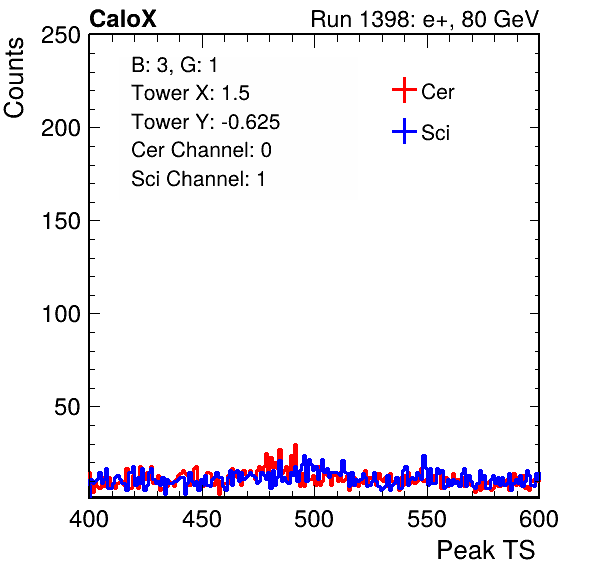 CaloX Run 1398: e+, 80 GeV
Counts
250
200
150
100
50
B: 3, G: 1
Tower X: 1.5
Tower Y: -0.625
Cer Channel: 0
Sci Channel: 1
Cer
Sci
400 450 500 550 600
Peak TS